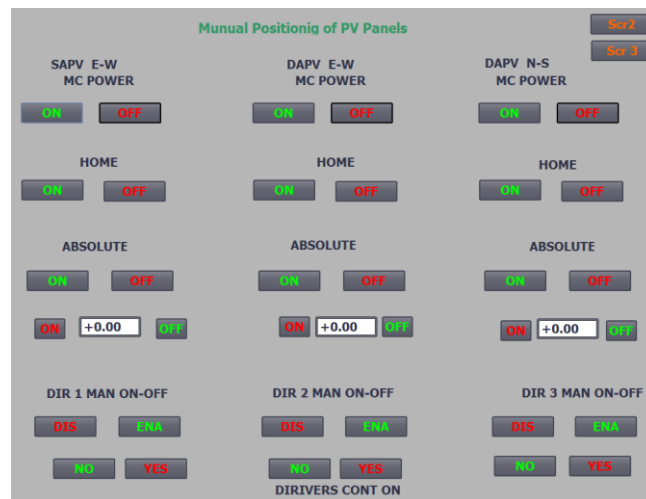 Munual Positionig of PV Panels
Scr2
Scr 3
SAPV E-W DAPV E-W DAPV N-S
MC POWER MC POWER MC POWER
ON OFF ON OFF ON OFF
HOME HOME HOME
ON OFF ON OFF ON OFF
ABSOLUTE ABSOLUTE ABSOLUTE
ON OFF ON OFF ON OFF
ON +0.00 OFF ON +0.00 OFF ON +0.00 OFF
DIR 1 MAN ON-OFF DIR 2 MAN ON-OFF DIR 3 MAN ON-OFF
DIS ENA DIS ENA DIS ENA
NO YES NO YES NO YES
DIRIVERS CONT ON